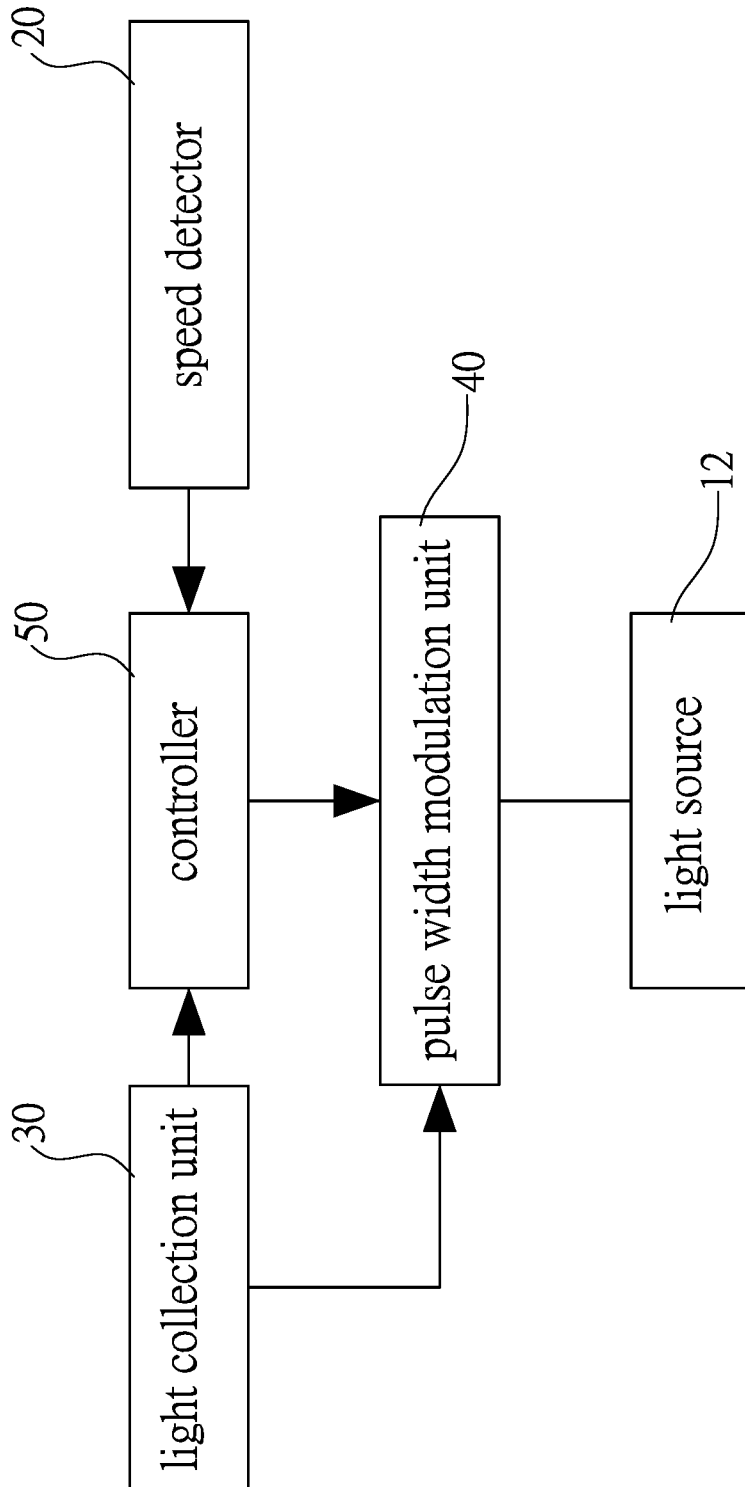 30
50
20
light collection unit
controller
speed detector
40
pulse width modulation unit
12
light source